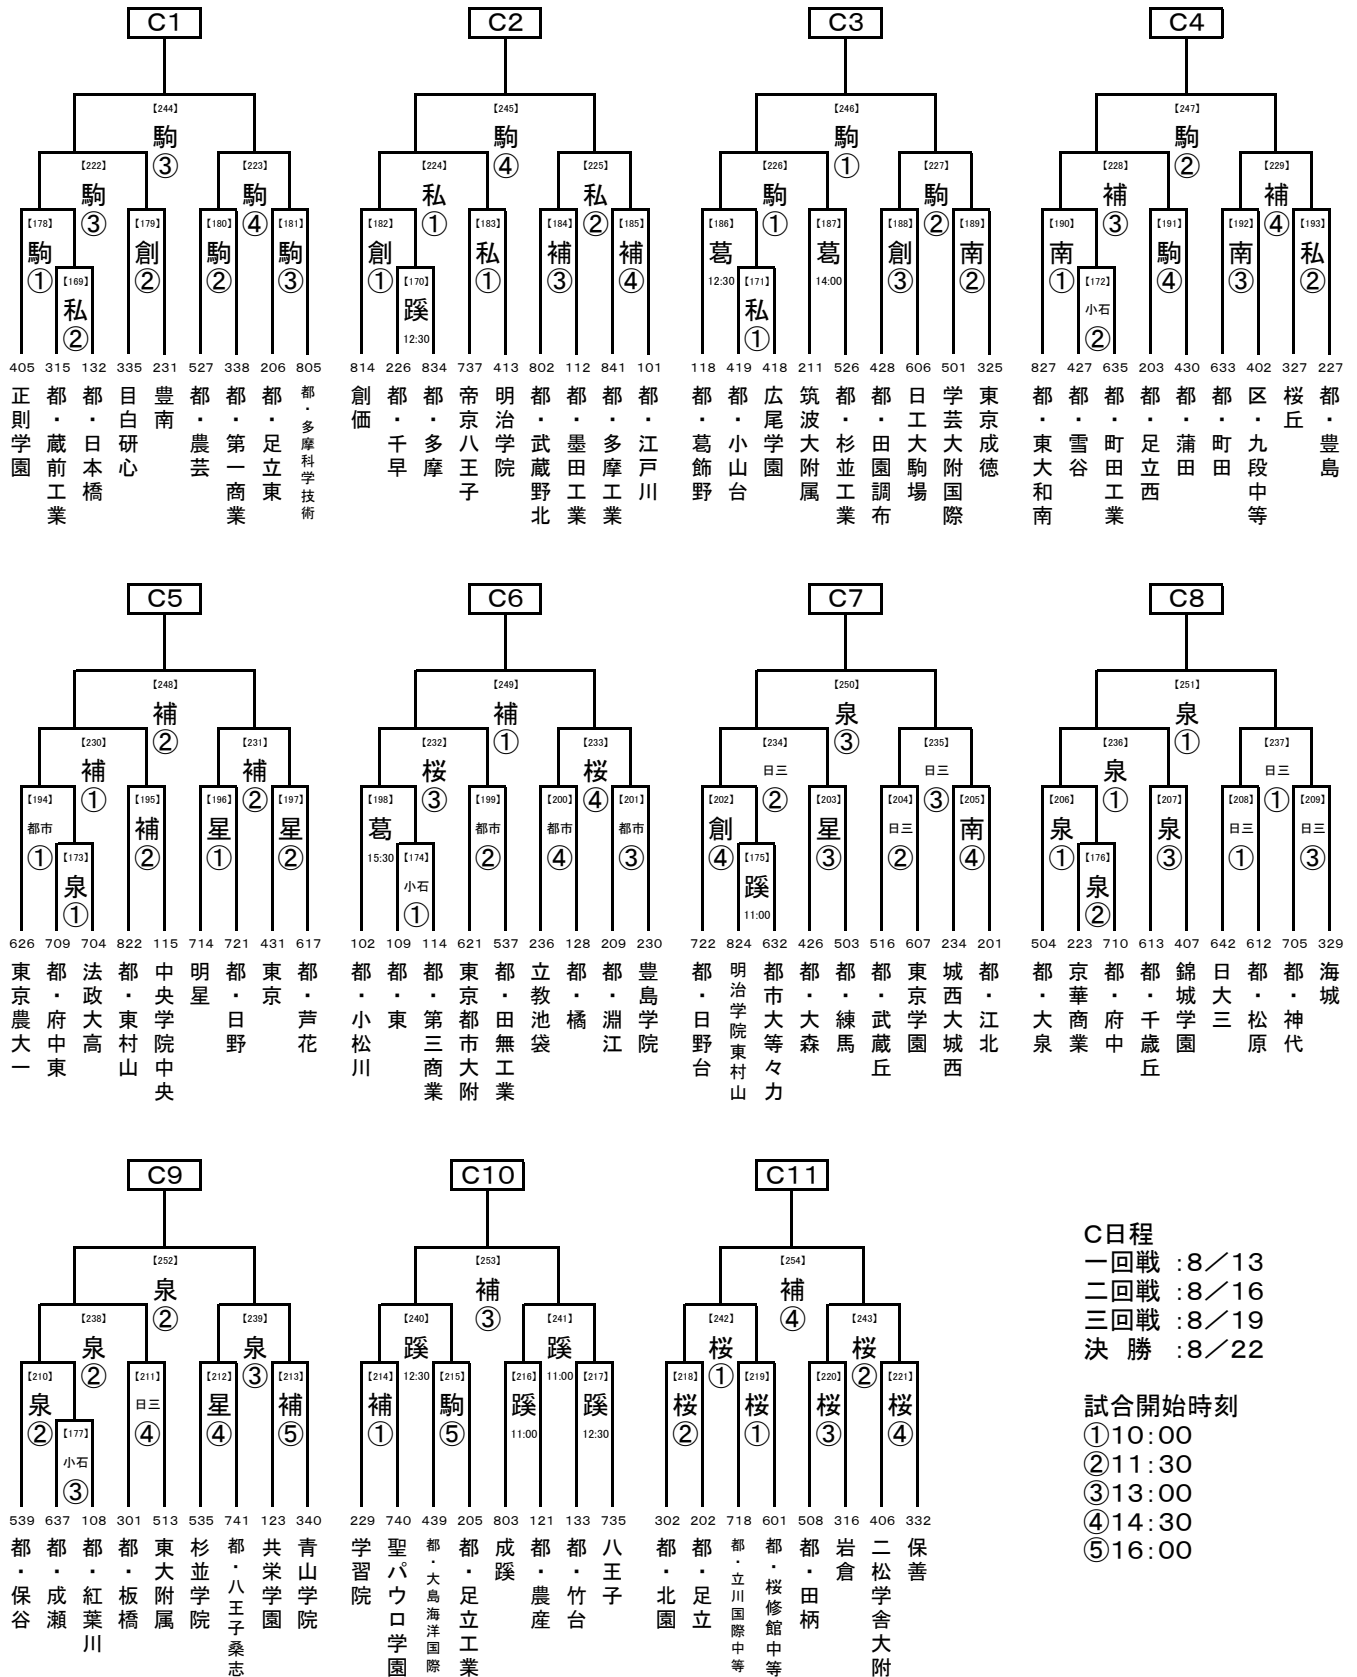 C1
C2
C3
C4
【244】
【245】
【246】
【247】
駒
駒
駒
駒
③
④
①
②
【222】
【223】
【224】
【225】
【226】
【227】
【228】
【229】
駒
駒
私
私
駒
駒
補
補
③
④
①
②
①
②
③
④
【178】
【179】
【180】
【181】
【182】
【183】
【184】
【185】
【186】
【187】
【188】
【189】
【190】
【191】
【192】
【193】
駒
創
駒
駒
創
私
補
補
葛
葛
創
南
南
駒
南
私
①
②
②
③
①
①
③
④
12:30
14:00
③
②
①
④
③
②
【169】
【170】
【171】
【172】
私
蹊
私
小石
②
12:30
①
②
405 315 132 335 231 527 338 206 805
正則学園
都・蔵前工業
都・日本橋
目白研心
豊南
都・農芸
都・第一商業
都・足立東
都・多摩科学技術
814 226 834 737 413 802 112 841 101
創価
都・千早
都・多摩
帝京八王子
明治学院
都・武蔵野北
都・墨田工業
都・多摩工業
都・江戸川
118 419 418 211 526 428 606 501 325
都・葛飾野
都・小山台
広尾学園
筑波大附属
都・杉並工業
都・田園調布
日工大駒場
学芸大附国際
東京成徳
827 427 635 203 430 633 402 327 227
都・東大和南
都・雪谷
都・町田工業
都・足立西
都・蒲田
都・町田
区・九段中等
桜丘
都・豊島
C5
C6
C7
C8
【248】
【249】
【250】
【251】
補
補
泉
泉
②
①
③
①
【230】
【231】
【232】
【233】
【234】
【235】
【236】
【237】
補
補
桜
桜
日三
日三
泉
日三
①
②
③
④
②
③
①
①
【194】
【195】
【196】
【197】
【198】
【199】
【200】
【201】
【202】
【203】
【204】
【205】
【206】
【207】
【208】
【209】
都市
補
星
星
葛
都市
都市
都市
創
星
日三
南
泉
泉
日三
日三
①
②
①
②
15:30
②
④
③
④
③
②
④
①
③
①
③
【173】
【174】
【175】
【176】
泉
小石
蹊
泉
①
①
11:00
②
626 709 704 822 115 714 721 431 617
東京農大一
都・府中東
法政大高
都・東村山
中央学院中央
明星
都・日野
東京
都・芦花
102 109 114 621 537 236 128 209 230
都・小松川
都・東
都・第三商業
東京都市大附
都・田無工業
立教池袋
都・橘
都・淵江
豊島学院
722 824 632 426 503 516 607 234 201
都・日野台
明治学院東村山
都市大等々力
都・大森
都・練馬
都・武蔵丘
東京学園
城西大城西
都・江北
504 223 710 613 407 642 612 705 329
都・大泉
京華商業
都・府中
都・千歳丘
錦城学園
日大三
都・松原
都・神代
海城
C9
C10
C11
【252】
【253】
【254】
泉
補
補
②
③
④
【238】
【239】
【240】
【241】
【242】
【243】
泉
泉
蹊
蹊
桜
桜
②
③
12:30
11:00
①
②
【210】
【211】
【212】
【213】
【214】
【215】
【216】
【217】
【218】
【219】
【220】
【221】
泉
日三
星
補
補
駒
蹊
蹊
桜
桜
桜
桜
②
④
④
⑤
①
⑤
11:00
12:30
②
①
③
④
【177】
小石
③
539 637 108 301 513 535 741 123 340
都・保谷
都・成瀬
都・紅葉川
都・板橋
東大附属
杉並学院
都・八王子桑志
共栄学園
青山学院
229 740 439 205 803 121 133 735
学習院
聖パウロ学園
都・大島海洋国際
都・足立工業
成蹊
都・農産
都・竹台
八王子
302 202 718 601 508 316 406 332
都・北園
都・足立
都・立川国際中等
都・桜修館中等
都・田柄
岩倉
二松学舎大附
保善
C日程
一回戦 :8／13
二回戦 :8／16
三回戦 :8／19
決 勝 :8／22
試合開始時刻
①10:00
②11:30
③13:00
④14:30
⑤16:00